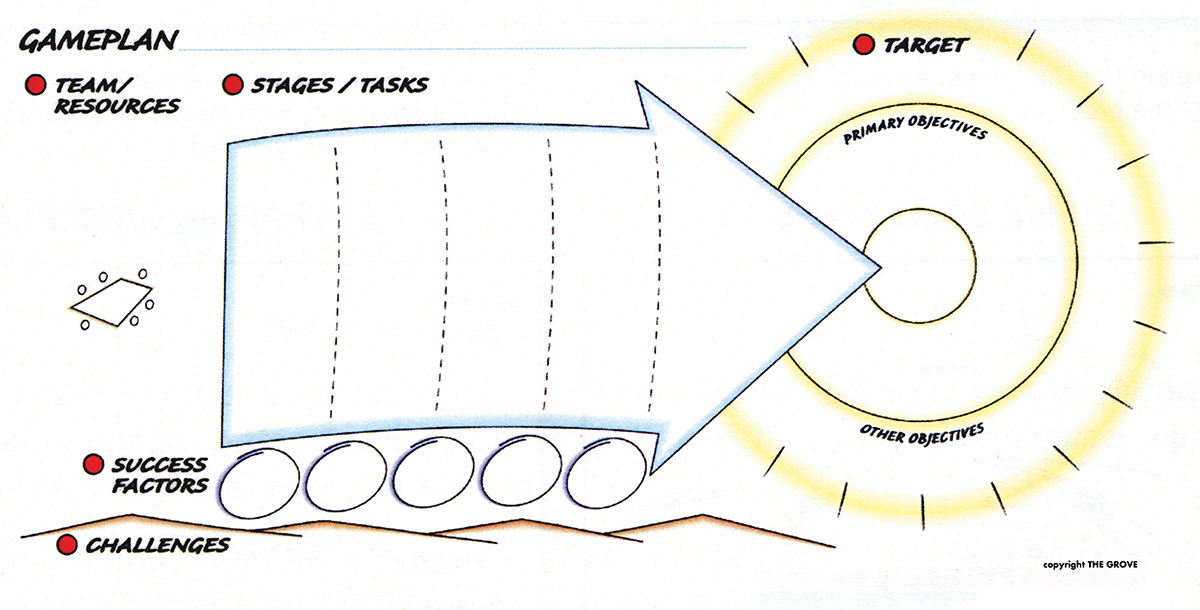 GAMEPLAN
TEAM/
RESOURCES
STAGES / TASKS
TARGET
PRIMARY OBJECTIVES
OTHER OBJECTIVES
SUCCESS
FACTORS
CHALLENGES
copyright THE GROVE